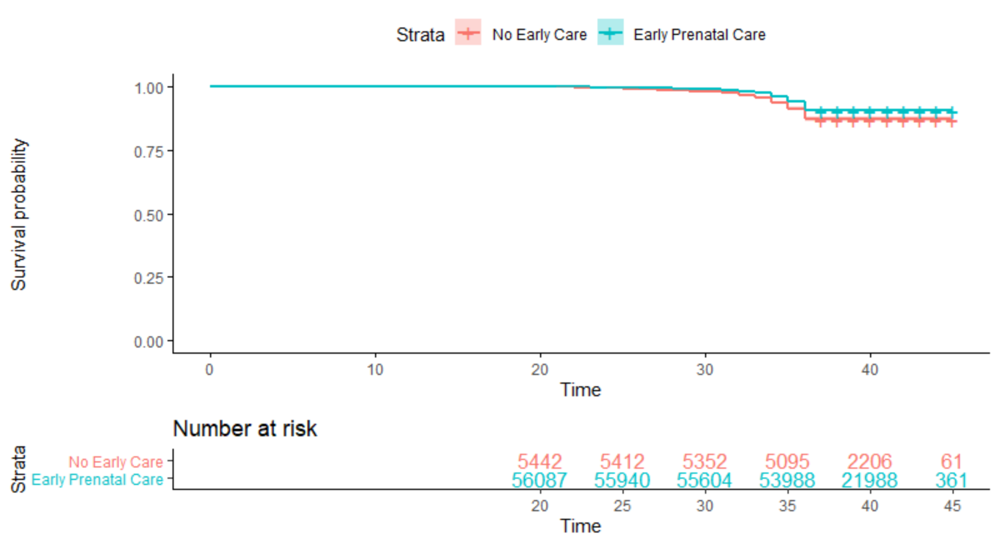 Strata No Early Care Early Prenatal Care
1.00
0.75
0.50
0.25
0.00
Survival probability
0 10 20 30 40
Time
Number at risk
Strata
No Early Care 5442 5412 5352 5095 2206 61
Early Prenatal Care 56087 55940 55604 53988 21988 361
20 25 30 35 40 45
Time